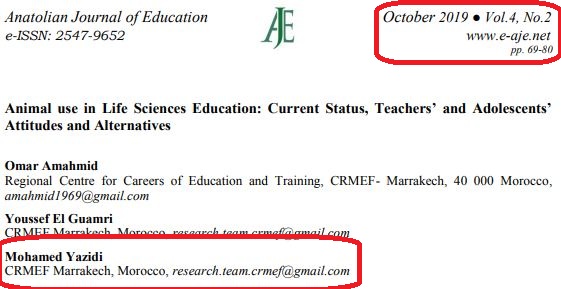 Anatolian Journal of Education
e-ISSN: 2547-9652
AJE
October 2019 ● Vol.4, No.2
www.e-aje.net
pp. 69-80
Animal use in Life Sciences Education: Current Status, Teachers’ and Adolescents’
Attitudes and Alternatives
Omar Amahmid
Regional Centre for Careers of Education and Training, CRMEF- Marrakech, 40 000 Morocco,
amahmid1969@gmail.com
Youssef El Guamri
CRMEF Marrakech, Morocco, research.team.crmef@gmail.com
Mohamed Yazidi
CRMEF Marrakech, Morocco, research.team.crmef@gmail.com